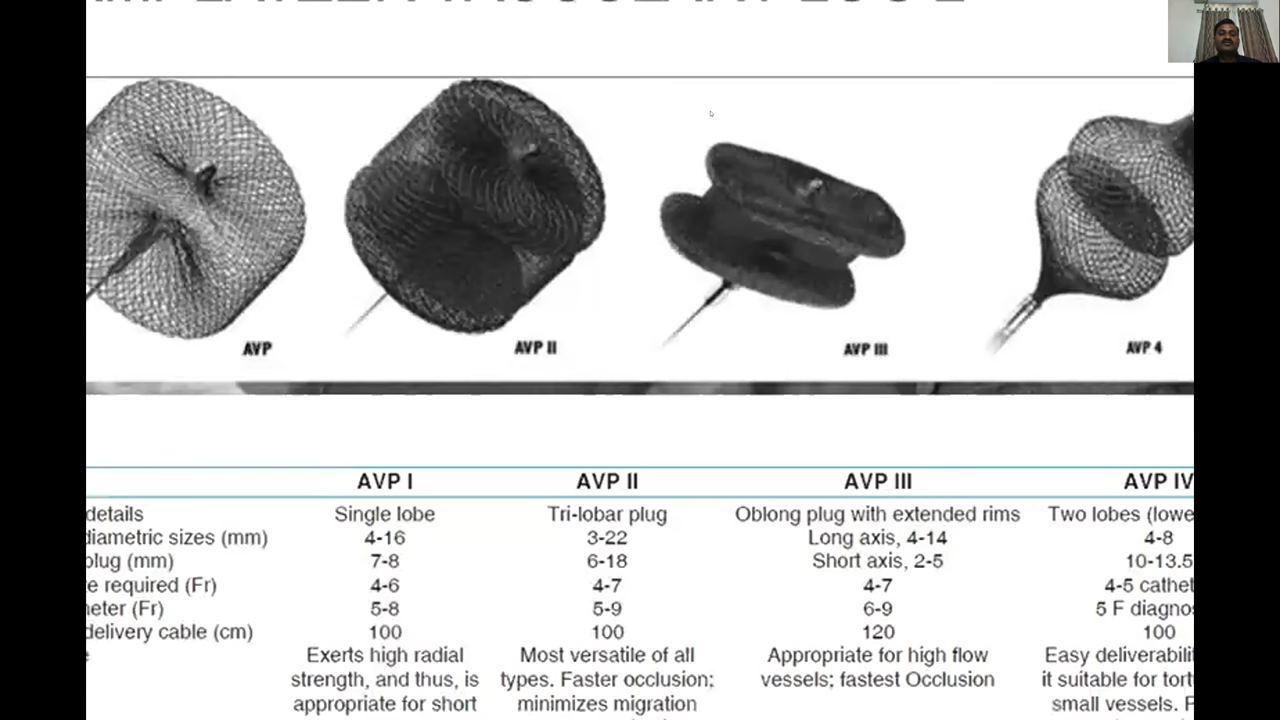 AVP
AVP II
AVP III
AVP 4
AVP I AVP II AVP III AVP IV
details Single lobe Tri-lobar plug Oblong plug with extended rims Two lobes (lowe
diametric sizes (mm) 4-16 3-22 Long axis, 4-14 4-8
plug (mm) 7-8 6-18 Short axis, 2-5 10-13.5
e required (Fr) 4-6 4-7 4-7 4-5 cathet
neter (Fr) 5-8 5-9 6-9 5 F diagnos
delivery cable (cm) 100 100 120 100
e Exerts high radial Most versatile of all Appropriate for high flow Easy deliverabilit
strength, and thus, is types. Faster occlusion; vessels; fastest Occlusion it suitable for tort
appropriate for short minimizes migration small vessels. F